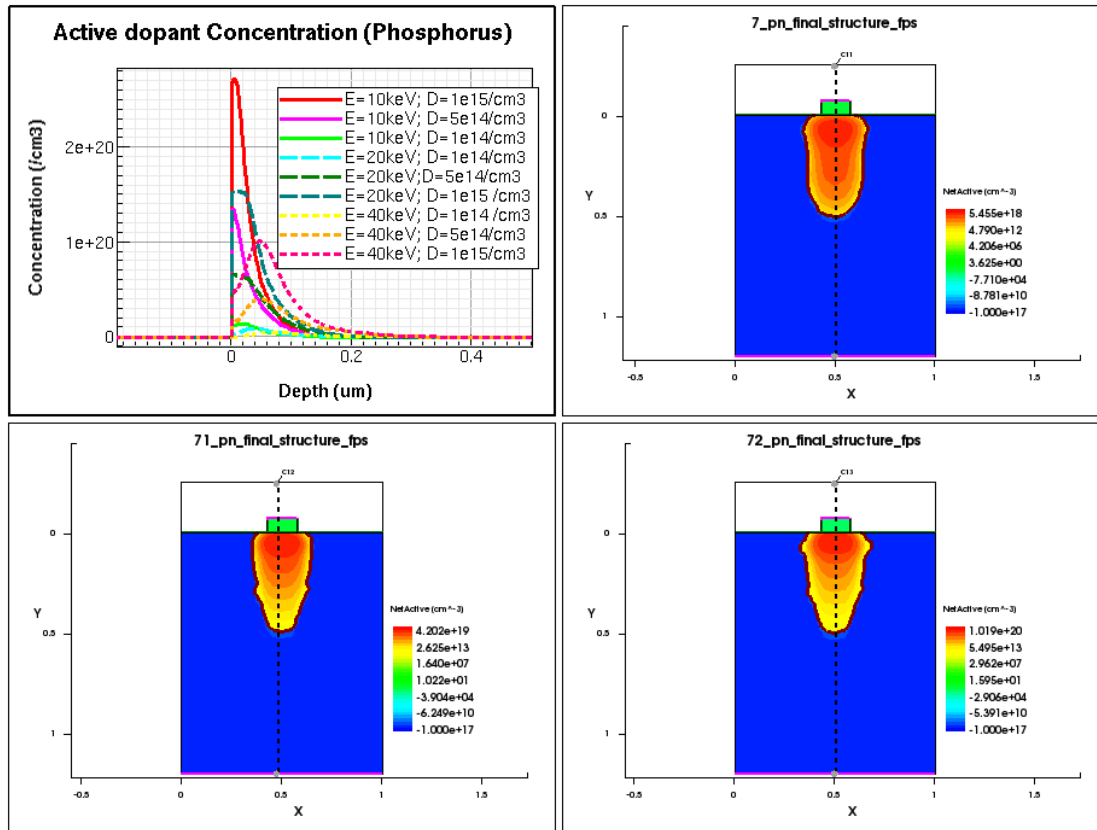 Active dopant Concentration (Phosphorus)
Concentration (/cm3)
2e+20
1e+20
0
E=10keV; D=1e15/cm3
E=10keV; D=5e14/cm3
E=10keV; D=1e14/cm3
E=20keV; D=1e14/cm3
E=20keV;D=5e14/cm3
E=20keV; D=1e15 /cm3
E=40keV; D=1e14 /cm3
E=40keV; D=5e14/cm3
E=40keV; D=1e15/cm3
0 0.2 0.4
Depth (um)
7_pn_final_structure_fps
C11
0
Y
0.5
1
NetActive (cm^-3)
5.455e+18
4.790e+12
4.206e+06
3.625e+00
-7.710e+04
-8.781e+10
-1.000e+17
-0.5 0 0.5 1 1.5
X
71_pn_final_structure_fps
C12
0
Y
0.5
1
NetActive (cm^-3)
4.202e+19
2.625e+13
1.640e+07
1.022e+01
-3.904e+04
-6.249e+10
-1.000e+17
-0.5 0 0.5 1 1.5
X
72_pn_final_structure_fps
C13
0
Y
0.5
1
NetActive (cm^-3)
1.019e+20
5.495e+13
2.962e+07
1.595e+01
-2.906e+04
-5.391e+10
-1.000e+17
-0.5 0 0.5 1 1.5
X